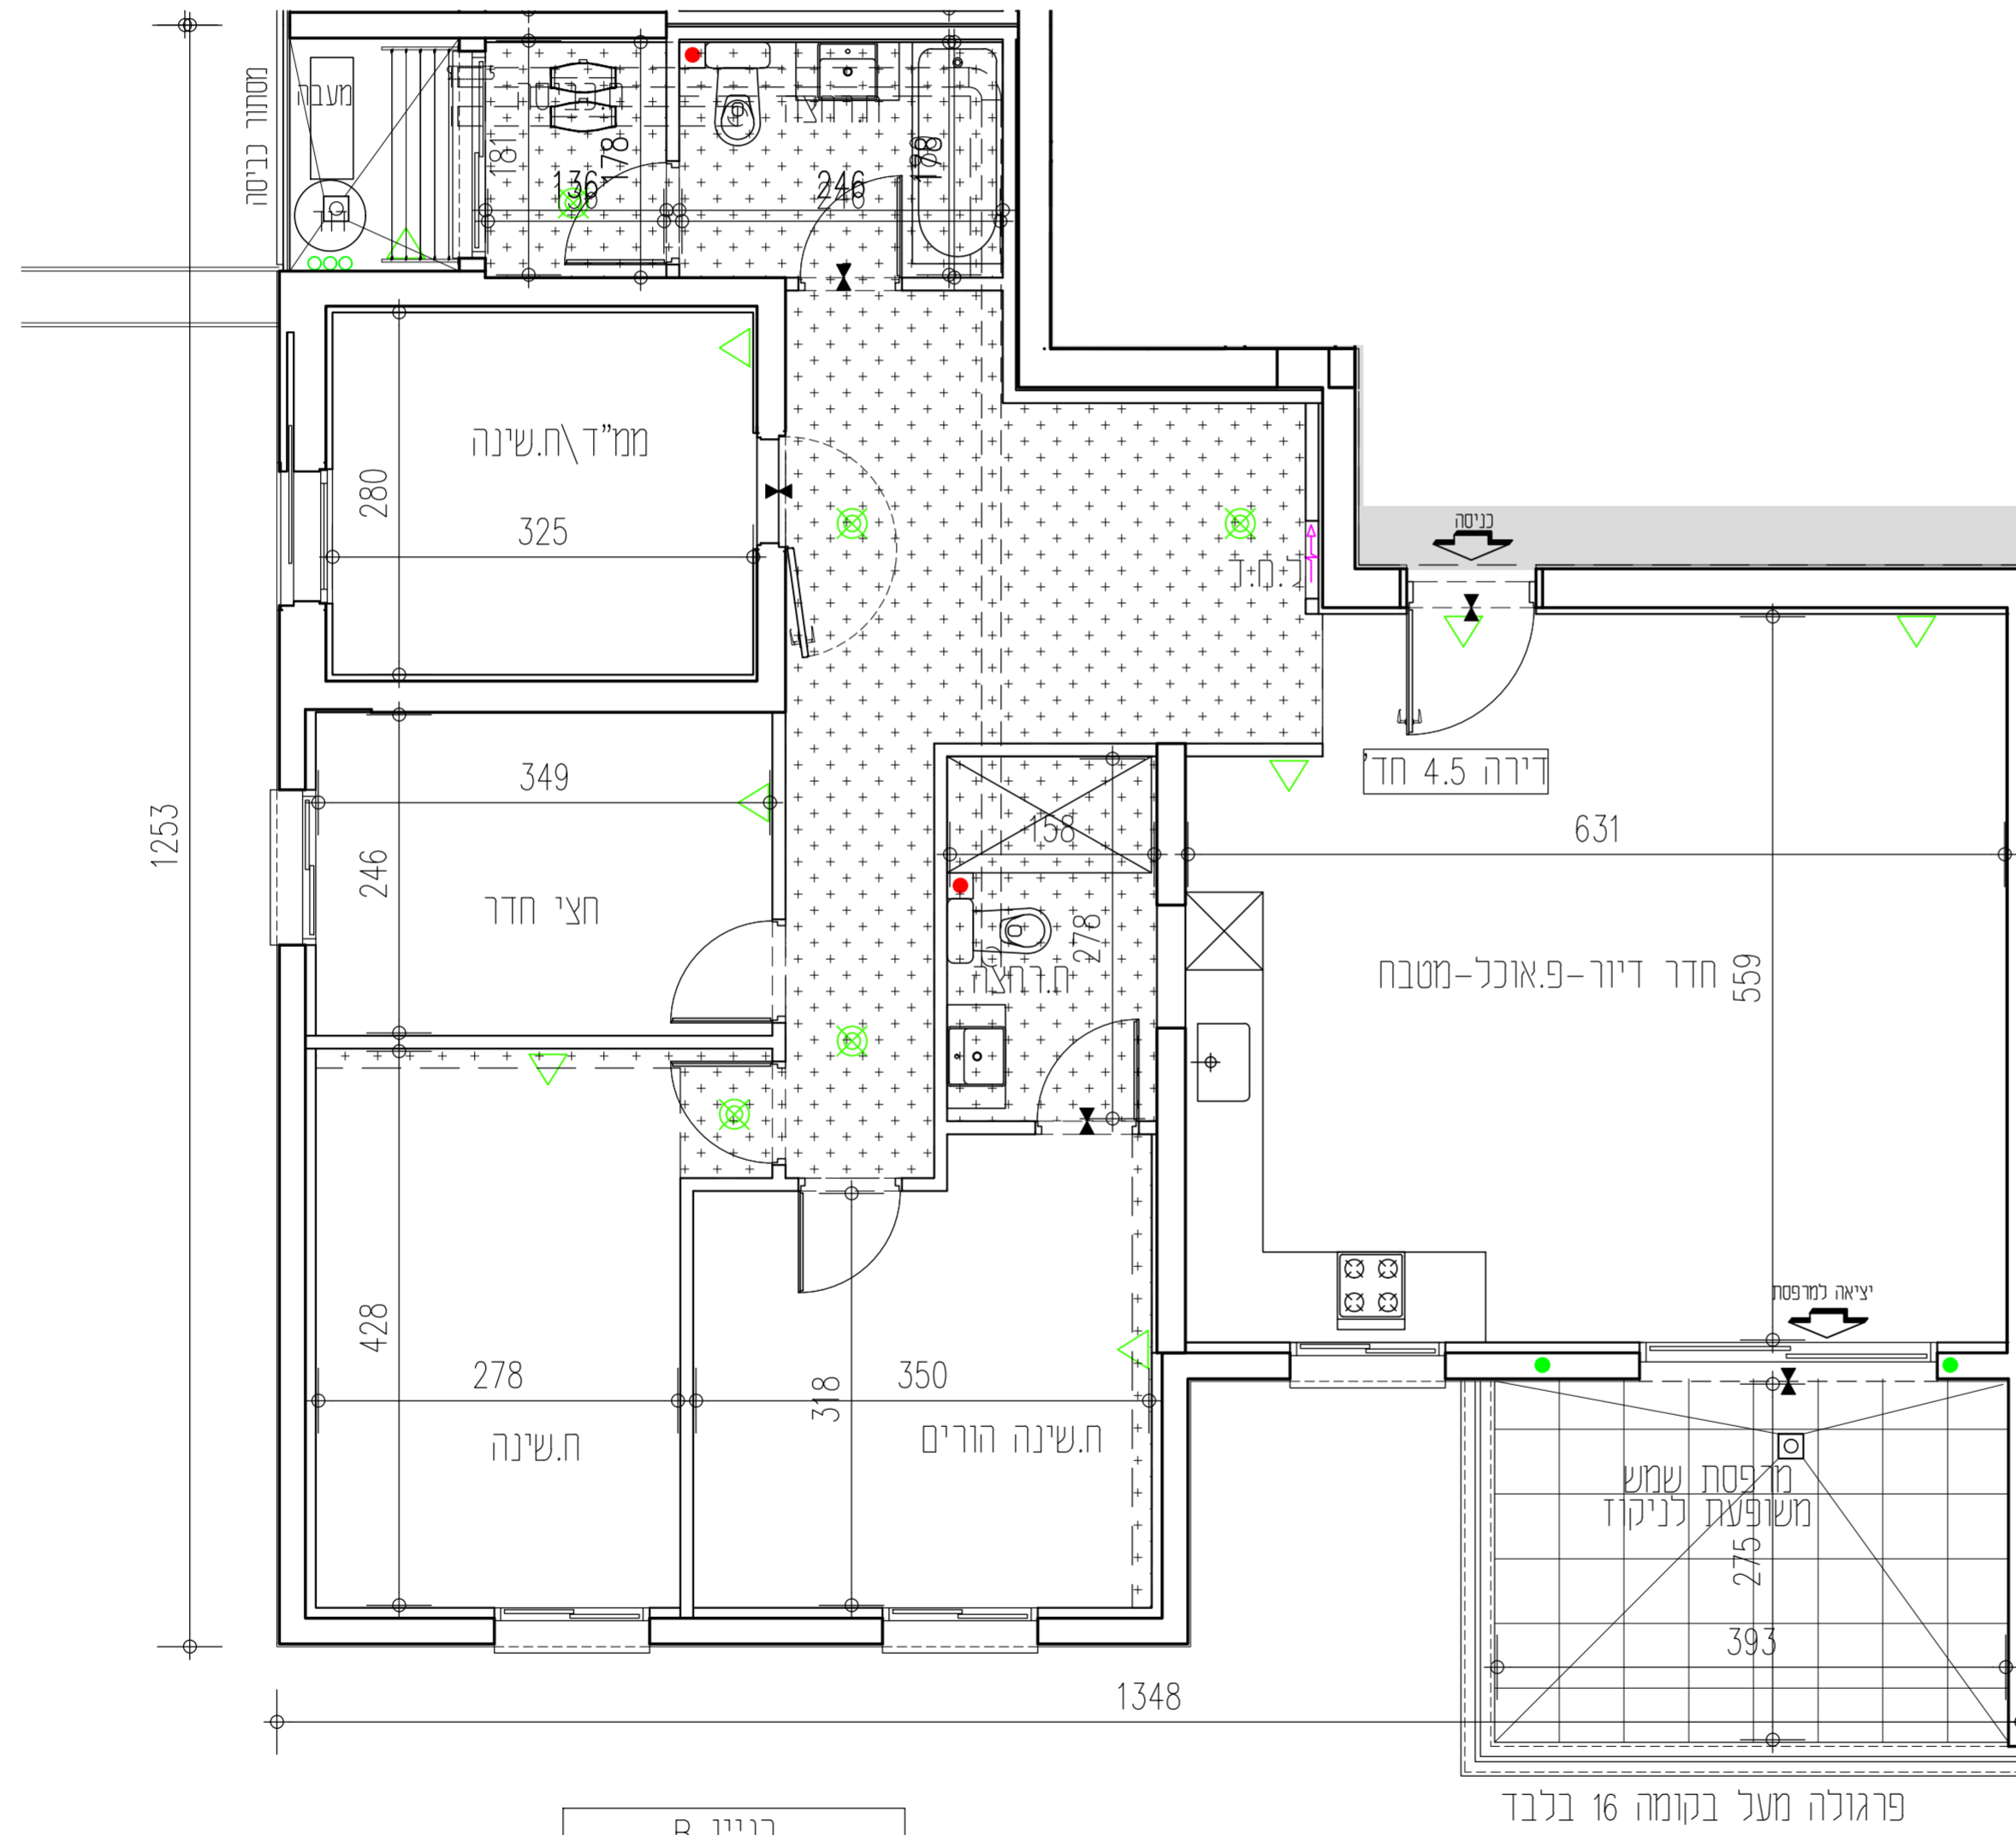 מסתור כביסה
מעבה
181
178
136
246
198
ממ"ד\ח.שינה
280
325
כניסה
ל.ח.ד
דירה 4.5 חד'
1253
349
246
חצי חדר
158
278
ח.רחצה
631
חדר דיור-פ.אוכל-מטבח
559
428
278
ח.שינה
318
350
ח.שינה הורים
יציאה למרפסת
מרפסת שמש
משופעת לניקוז
275
393
1348
פרגולה מעל בקומה 16 בלבד
בניין B